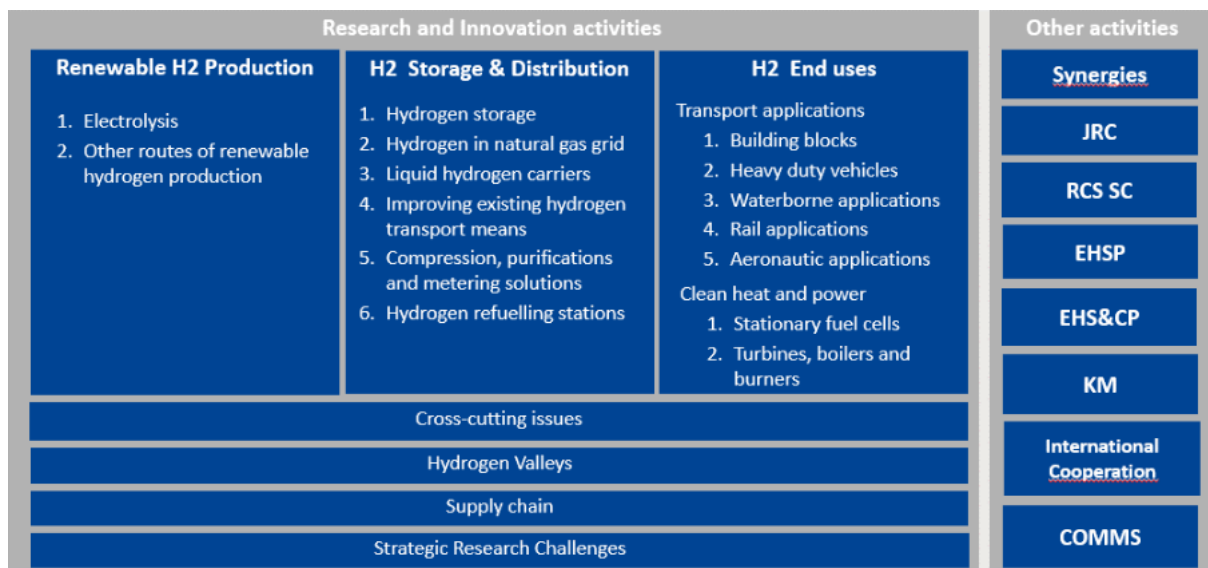 Research and Innovation activities
Renewable H2 Production
1. Electrolysis
2. Other routes of renewable
hydrogen production
H2 Storage & Distribution
1. Hydrogen storage
2. Hydrogen in natural gas grid
3. Liquid hydrogen carriers
4. Improving existing hydrogen
transport means
5. Compression, purifications
and metering solutions
6. Hydrogen refuelling stations
H2 End uses
Transport applications
1. Building blocks
2. Heavy duty vehicles
3. Waterborne applications
4. Rail applications
5. Aeronautic applications
Clean heat and power
1. Stationary fuel cells
2. Turbines, boilers and
burners
Cross-cutting issues
Hydrogen Valleys
Supply chain
Strategic Research Challenges
Other activities
Synergies
JRC
RCS SC
EHSP
EHS&CP
KM
International
Cooperation
COMMS